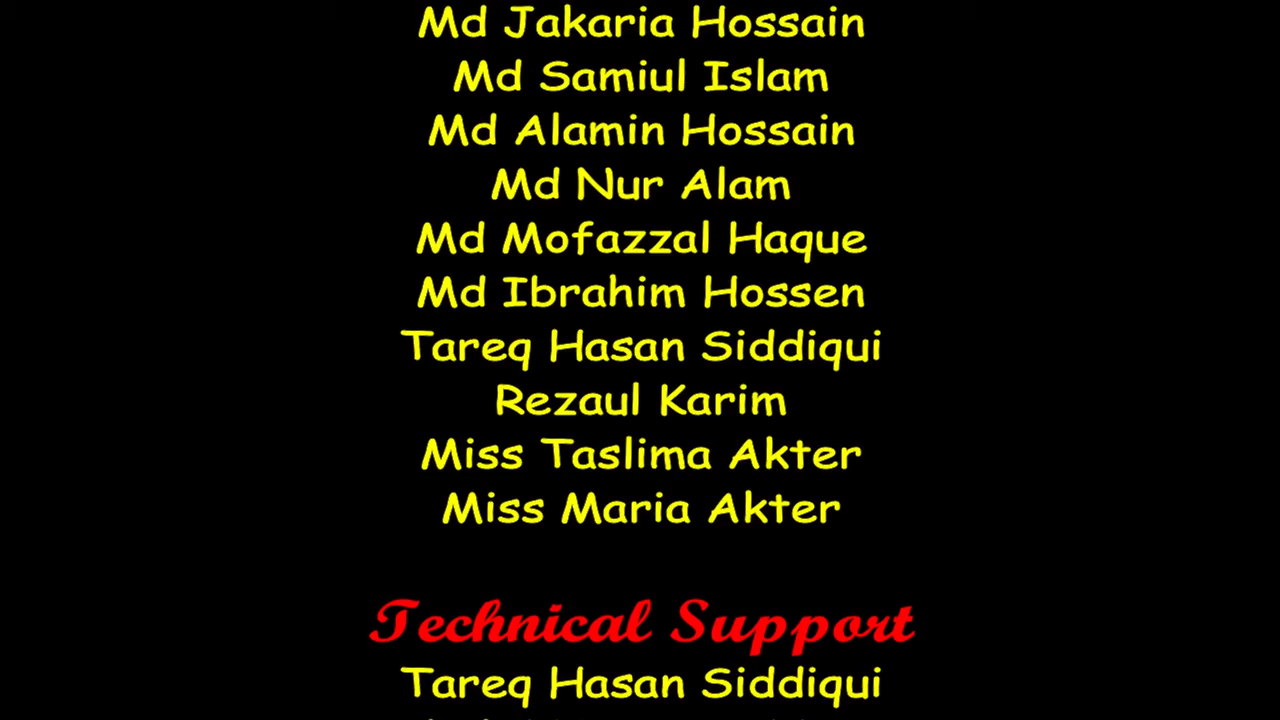 Md Jakaria Hossain
Md Samiul Islam
Md Alamin Hossain
Md Nur Alam
Md Mofazzal Haque
Md Ibrahim Hossen
Tareq Hasan Siddiqui
Rezaul Karim
Miss Taslima Akter
Miss Maria Akter
Technical Support
Tareq Hasan Siddiqui